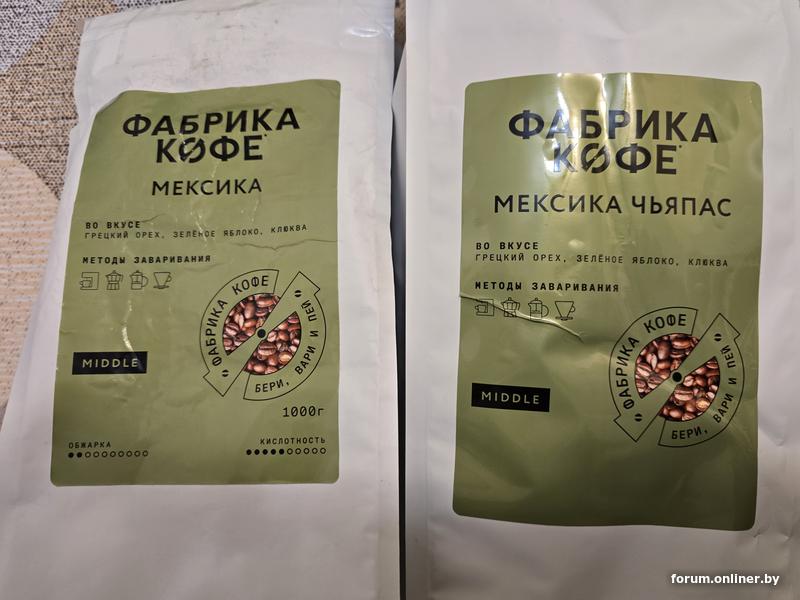 ФАБРИКА
КОФЕ
МЕКСИКА
ВО ВКУСЕ
ГРЕЦКИЙ ОРЕХ, ЗЕЛЁНОЕ ЯБЛОКО, КЛЮКВА
МЕТОДЫ ЗАВАРИВАНИЯ
ФАБРИКА КОФЕ
БЕРИ, ВАРИ И ПЕЙ
MIDDLE
1000г
ОБЖАРКА
КИСЛОТНОСТЬ
ФАБРИКА
КОФЕ
МЕКСИКА ЧЬЯПАС
ВО ВКУСЕ
ГРЕЦКИЙ ОРЕХ, ЗЕЛЁНОЕ ЯБЛОКО, КЛЮКВА
МЕТОДЫ ЗАВАРИВАНИЯ
ФАБРИКА КОФЕ
БЕРИ, ВАРИ И ПЕЙ
MIDDLE
forum.onliner.by